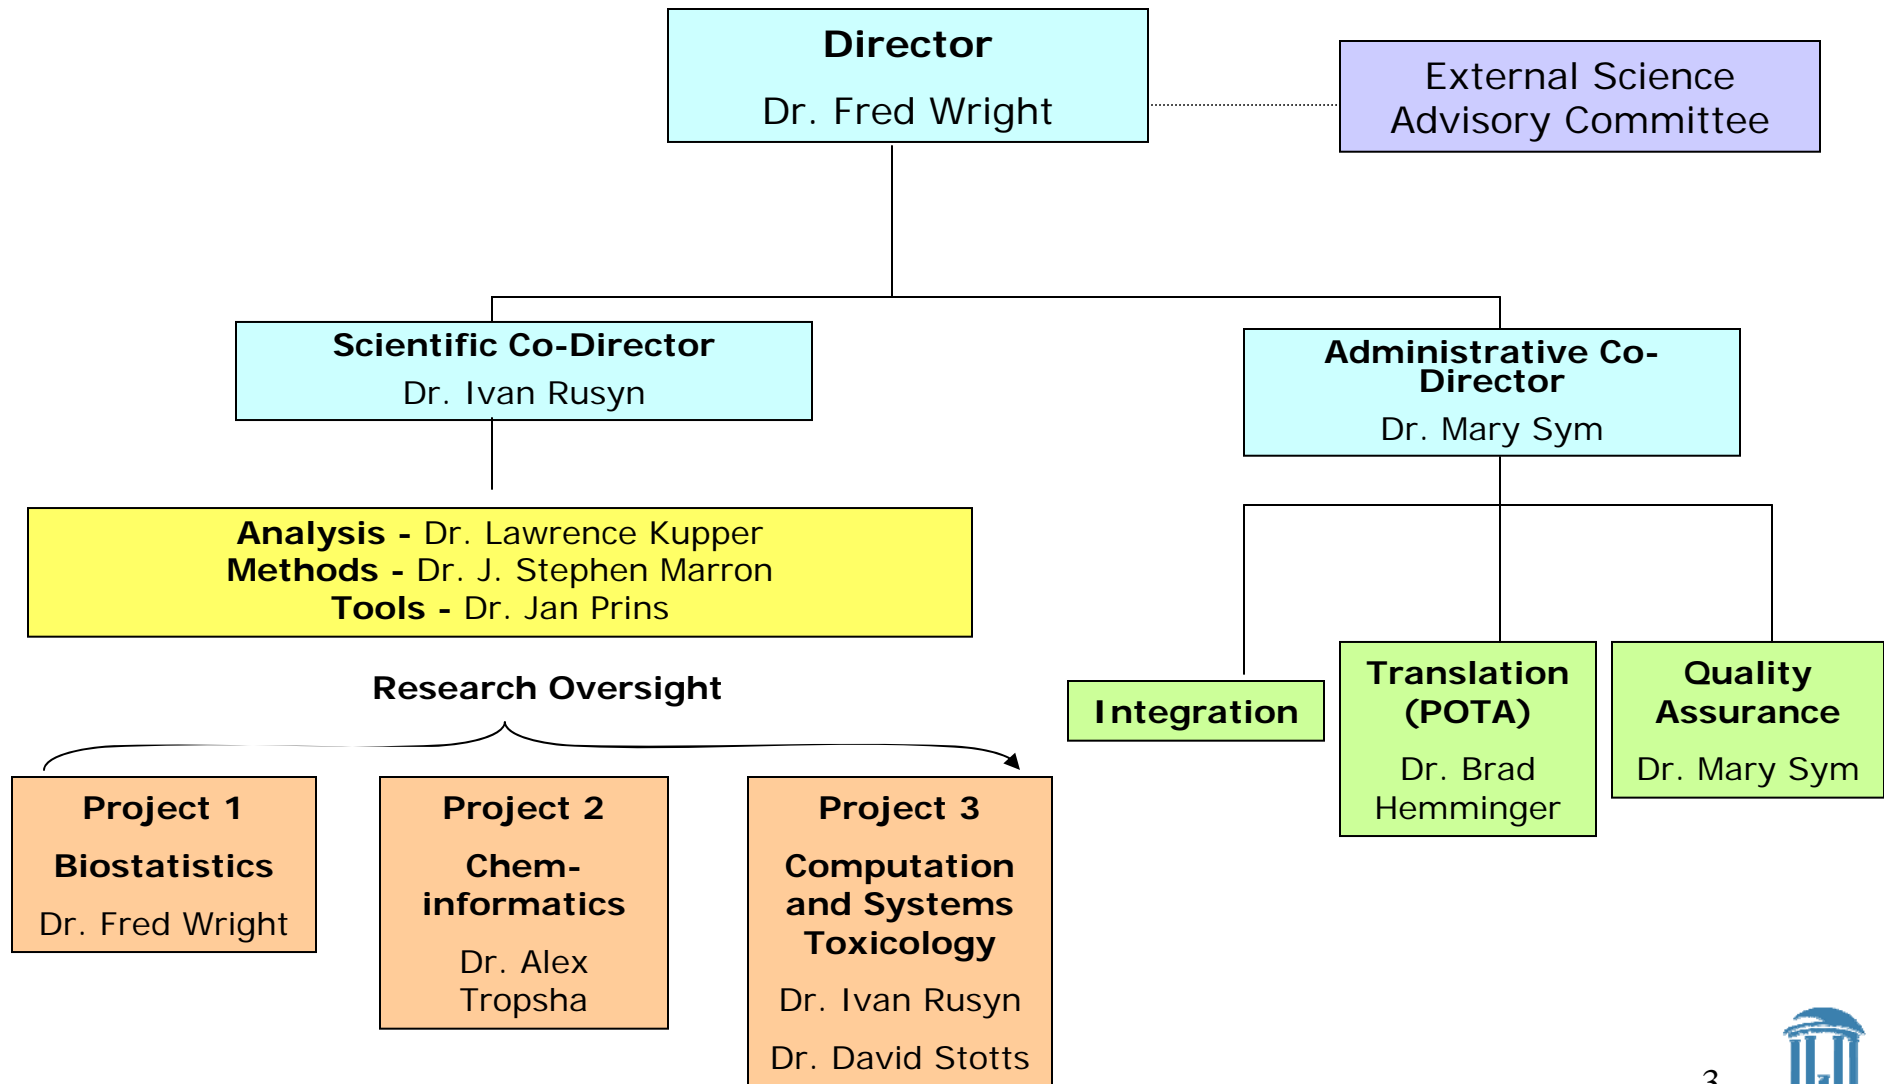 Director
Dr. Fred Wright
External Science
Advisory Committee
Scientific Co-Director
Dr. Ivan Rusyn
Administrative Co-
Director
Dr. Mary Sym
Analysis - Dr. Lawrence Kupper
Methods - Dr. J. Stephen Marron
Tools - Dr. Jan Prins
Research Oversight
Integration
Translation
(POTA)
Dr. Brad
Hemminger
Quality
Assurance
Dr. Mary Sym
Project 1
Biostatistics
Dr. Fred Wright
Project 2
Chem-
informatics
Dr. Alex
Tropsha
Project 3
Computation
and Systems
Toxicology
Dr. Ivan Rusyn
Dr. David Stotts
3